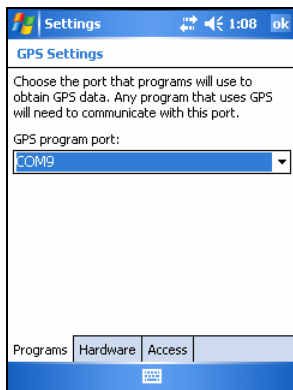 Settings 1:08 ok
GPS Settings
Choose the port that programs will use to
obtain GPS data. Any program that uses GPS
will need to communicate with this port.
GPS program port:
COM9
Programs Hardware Access